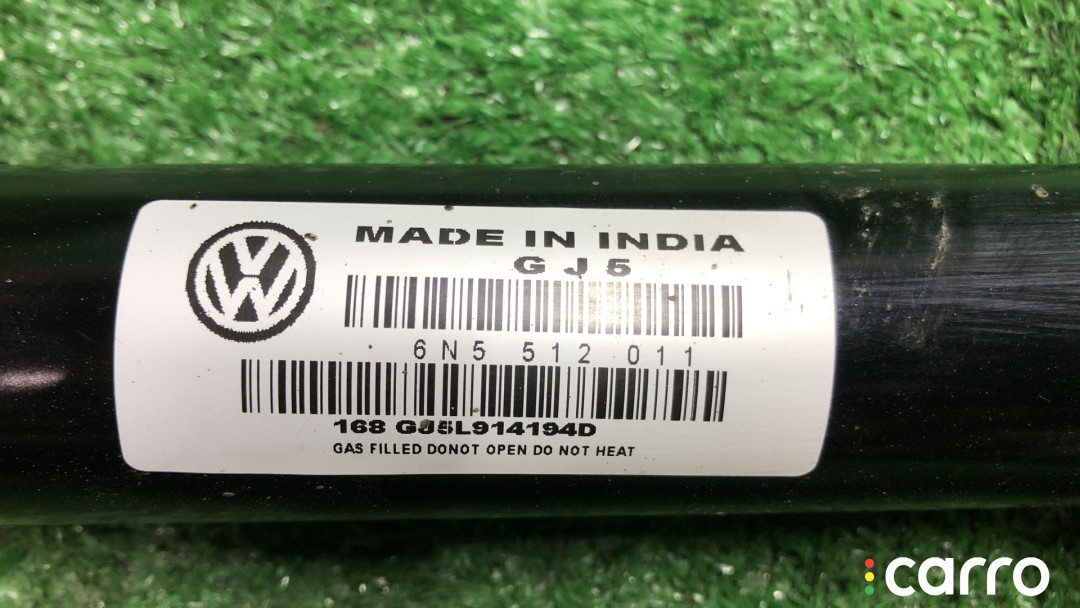 MADE IN INDIA
GJ5
6N5 512 011
168 GJ5L914194D
GAS FILLED DONOT OPEN DO NOT HEAT
carro